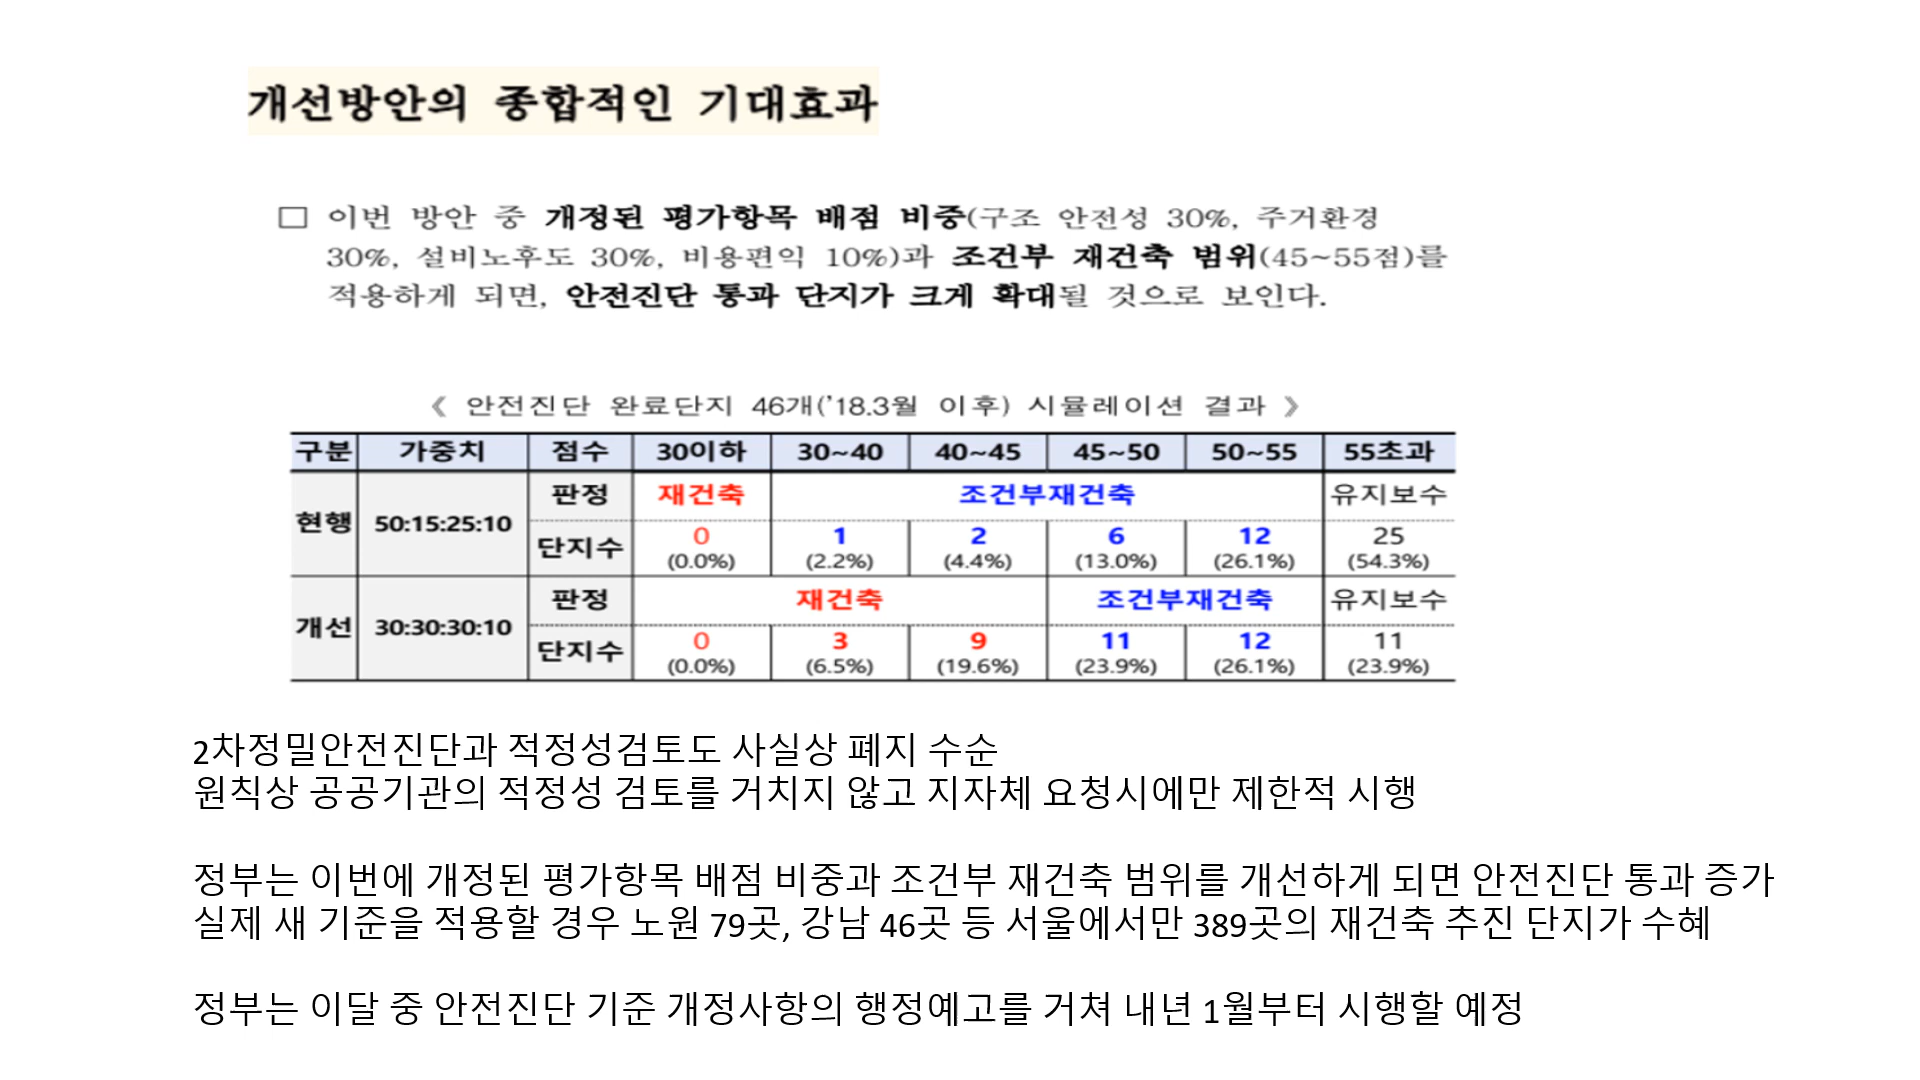 개선방안의 종합적인 기대효과
□ 이번 방안 중 개정된 평가항목 배점 비중(구조 안전성 30%, 주거환경
30%, 설비노후도 30%, 비용편익 10%)과 조건부 재건축 범위(45~55점)를
적용하게 되면, 안전진단 통과 단지가 크게 확대될 것으로 보인다.
《 안전진단 완료단지 46개('18.3월 이후) 시뮬레이션 결과 》
구분 가중치 점수 30이하 30~40 40~45 45~50 50~55 55초과
현행 50:15:25:10 판정 재건축 조건부재건축 유지보수
단지수 0 1 2 6 12 25
(0.0%) (2.2%) (4.4%) (13.0%) (26.1%) (54.3%)
개선 30:30:30:10 판정 재건축 조건부재건축 유지보수
단지수 0 3 9 11 12 11
(0.0%) (6.5%) (19.6%) (23.9%) (26.1%) (23.9%)
2차정밀안전진단과 적정성검토도 사실상 폐지 수순
원칙상 공공기관의 적정성 검토를 거치지 않고 지자체 요청시에만 제한적 시행
정부는 이번에 개정된 평가항목 배점 비중과 조건부 재건축 범위를 개선하게 되면 안전진단 통과 증가
실제 새 기준을 적용할 경우 노원 79곳, 강남 46곳 등 서울에서만 389곳의 재건축 추진 단지가 수혜
정부는 이달 중 안전진단 기준 개정사항의 행정예고를 거쳐 내년 1월부터 시행할 예정